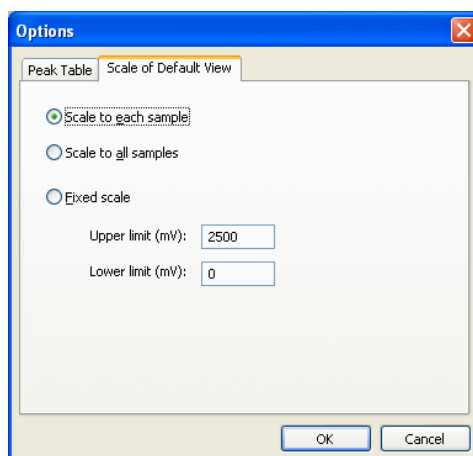 Options
Peak Table
Scale of Default View
Scale to each sample
Scale to all samples
Fixed scale
Upper limit (mV): 2500
Lower limit (mV): 0
OK
Cancel